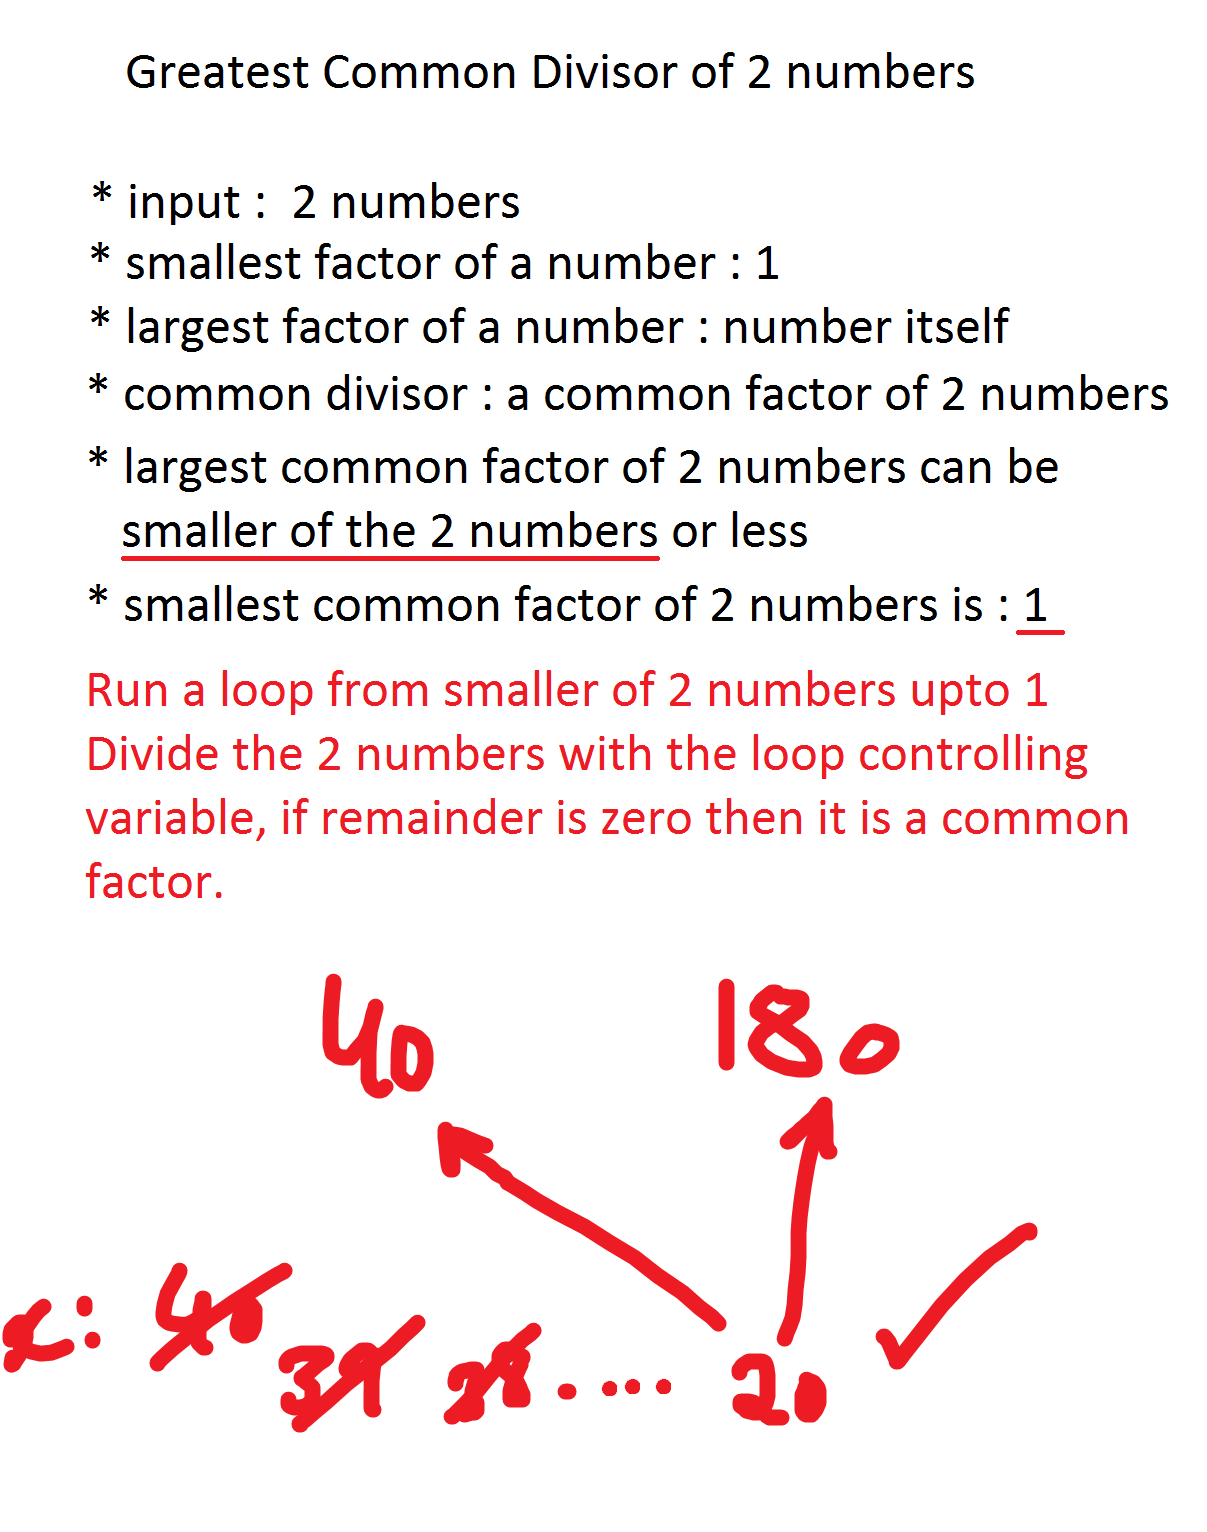 Greatest Common Divisor of 2 numbers
* input :  2 numbers
* smallest factor of a number : 1
* largest factor of a number : number itself
* common divisor : a common factor of 2 numbers
* largest common factor of 2 numbers can be
smaller of the 2 numbers or less
* smallest common factor of 2 numbers is : 1
Run a loop from smaller of 2 numbers upto 1
Divide the 2 numbers with the loop controlling
variable, if remainder is zero then it is a common
factor.
40 180
x: 40 39 38 ..... 20